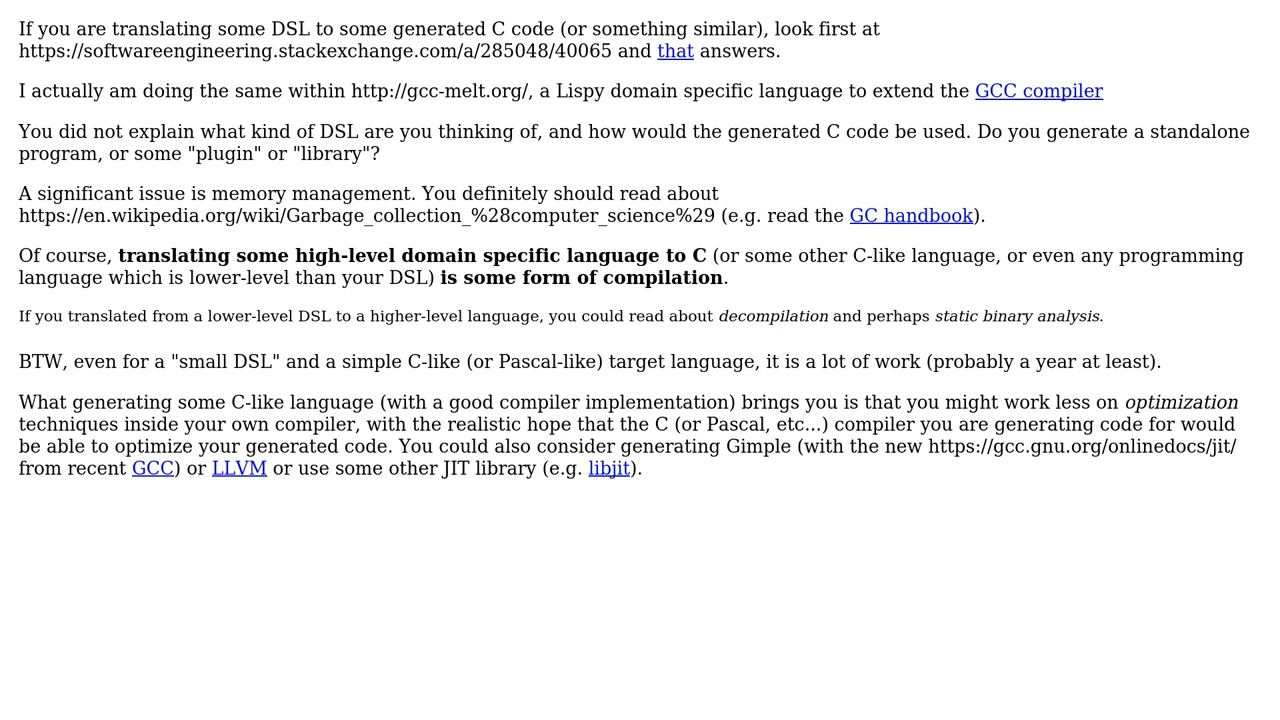 If you are translating some DSL to some generated C code (or something similar), look first at
https://softwareengineering.stackexchange.com/a/285048/40065 and that answers.
I actually am doing the same within http://gcc-melt.org/, a Lispy domain specific language to extend the GCC compiler
You did not explain what kind of DSL are you thinking of, and how would the generated C code be used. Do you generate a standalone
program, or some "plugin" or "library"?
A significant issue is memory management. You definitely should read about
https://en.wikipedia.org/wiki/Garbage_collection_%28computer_science%29 (e.g. read the GC handbook).
Of course, translating some high-level domain specific language to C (or some other C-like language, or even any programming
language which is lower-level than your DSL) is some form of compilation.
If you translated from a lower-level DSL to a higher-level language, you could read about decompilation and perhaps static binary analysis.
BTW, even for a "small DSL" and a simple C-like (or Pascal-like) target language, it is a lot of work (probably a year at least).
What generating some C-like language (with a good compiler implementation) brings you is that you might work less on optimization
techniques inside your own compiler, with the realistic hope that the C (or Pascal, etc...) compiler you are generating code for would
be able to optimize your generated code. You could also consider generating Gimple (with the new https://gcc.gnu.org/onlinedocs/jit/
from recent GCC) or LLVM or use some other JIT library (e.g. libjit).